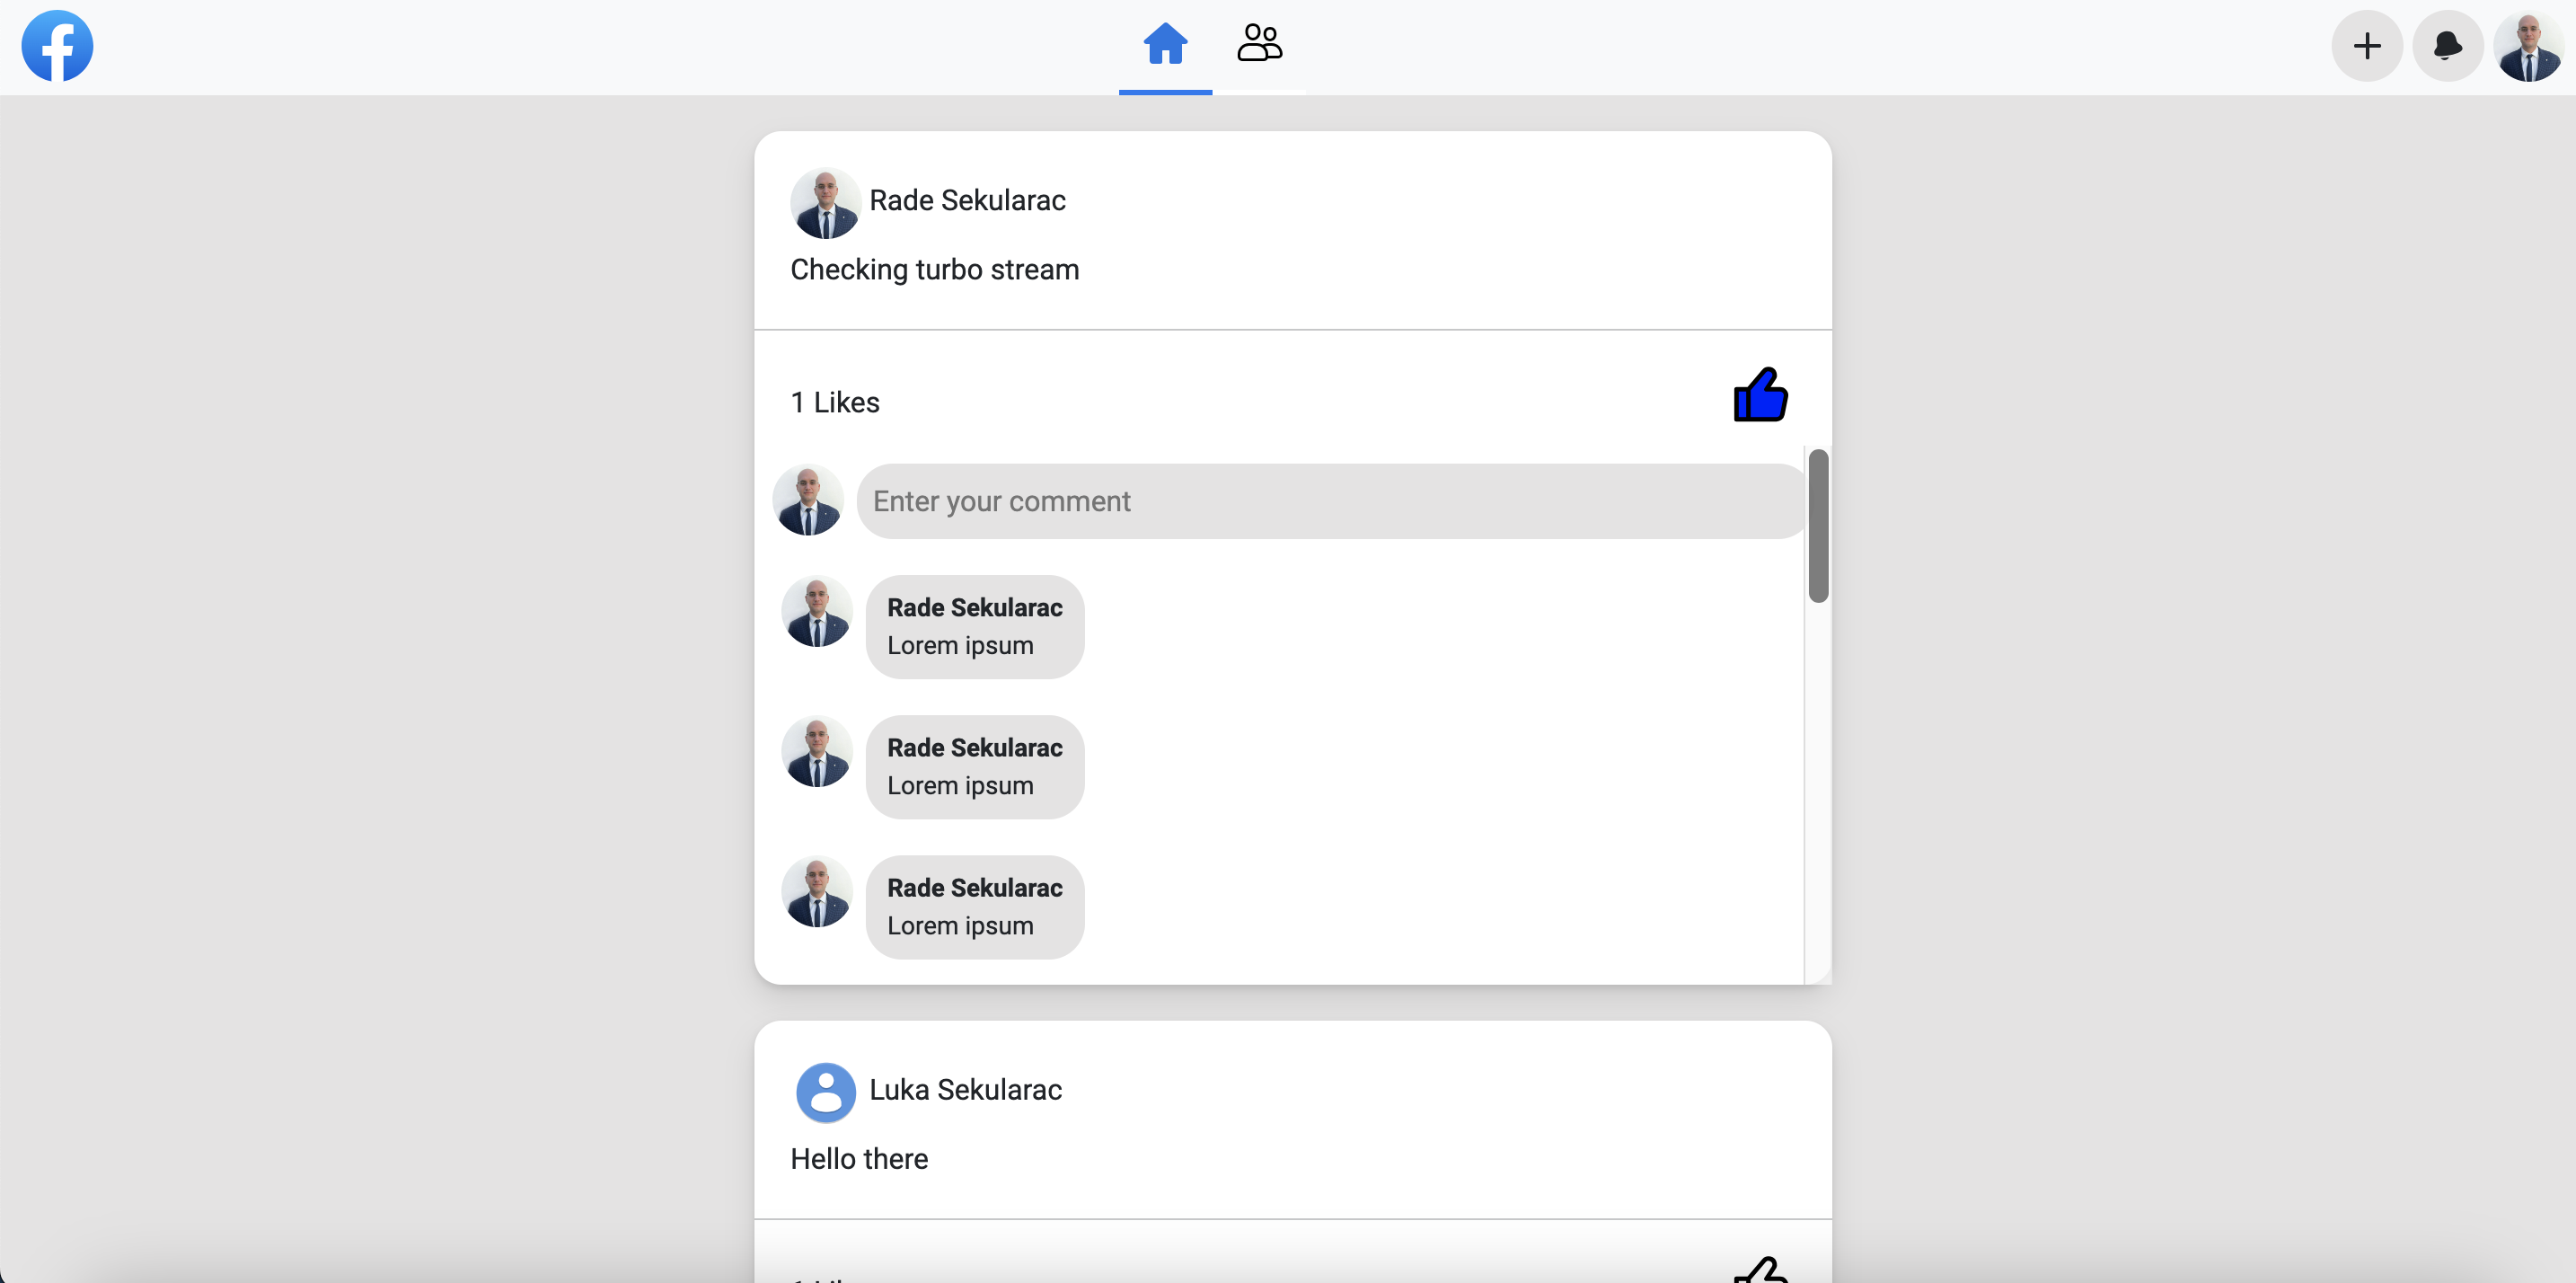 Rade Sekularac
Checking turbo stream
1 Likes
Enter your comment
Rade Sekularac
Lorem ipsum
Rade Sekularac
Lorem ipsum
Rade Sekularac
Lorem ipsum
Luka Sekularac
Hello there